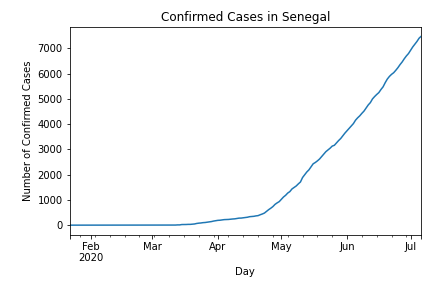 Confirmed Cases in Senegal
Number of Confirmed Cases
7000
6000
5000
4000
3000
2000
1000
0
Feb Mar Apr May Jun Jul
2020
Day